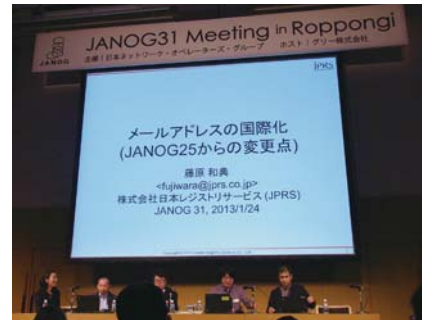 JANOG
JANOG31 Meeting in Roppongi
主催｜日本ネットワーク・オペレーターズ・グループ ホスト｜グリー株式会社
jPRS
メールアドレスの国際化
(JANOG25からの変更点)
藤原 和典
<fujiwara@jprs.co.jp>
株式会社日本レジストリサービス (JPRS)
JANOG 31, 2013/1/24